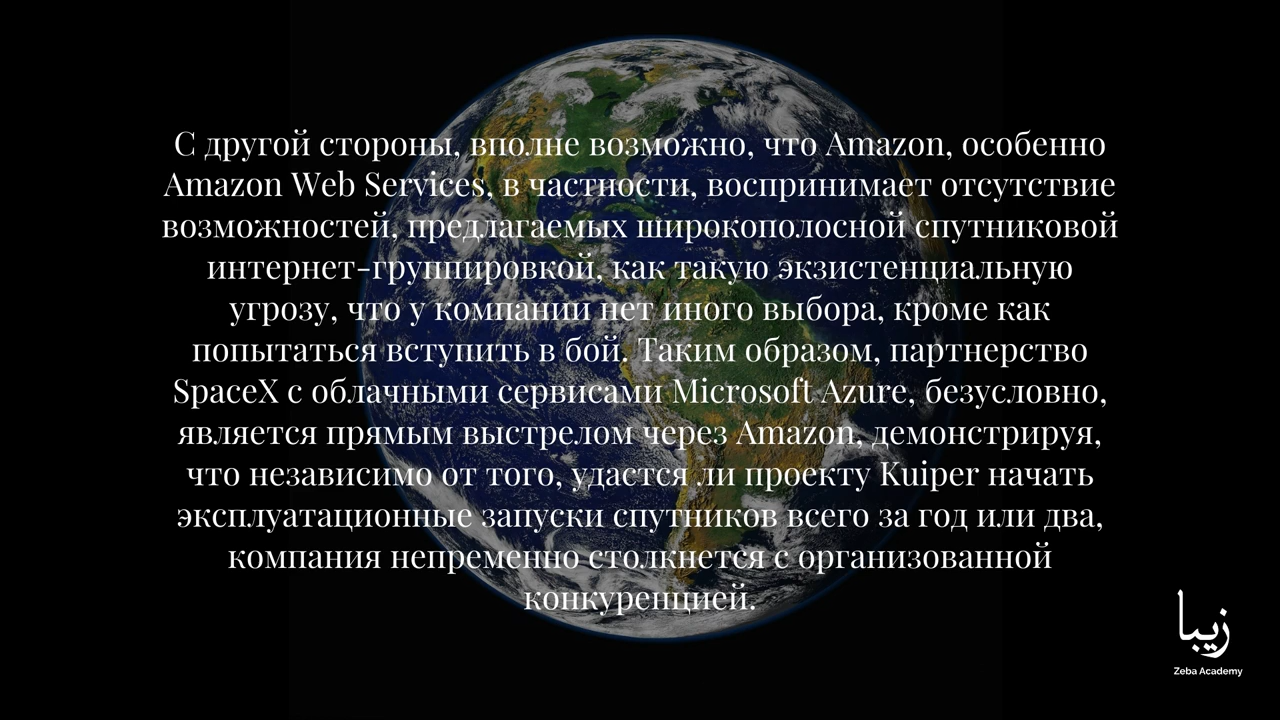 С другой стороны, вполне возможно, что Amazon, особенно
Amazon Web Services, в частности, воспринимает отсутствие
возможностей, предлагаемых широкополосной спутниковой
интернет-группировкой, как такую экзистенциальную
угрозу, что у компании нет иного выбора, кроме как
попытаться вступить в бой. Таким образом, партнерство
SpaceX с облачными сервисами Microsoft Azure, безусловно,
является прямым выстрелом через Amazon, демонстрируя,
что независимо от того, удастся ли проекту Kuiper начать
эксплуатационные запуски спутников всего за год или два,
компания непременно столкнется с организованной
конкуренцией.
زیبا
Zeba Academy